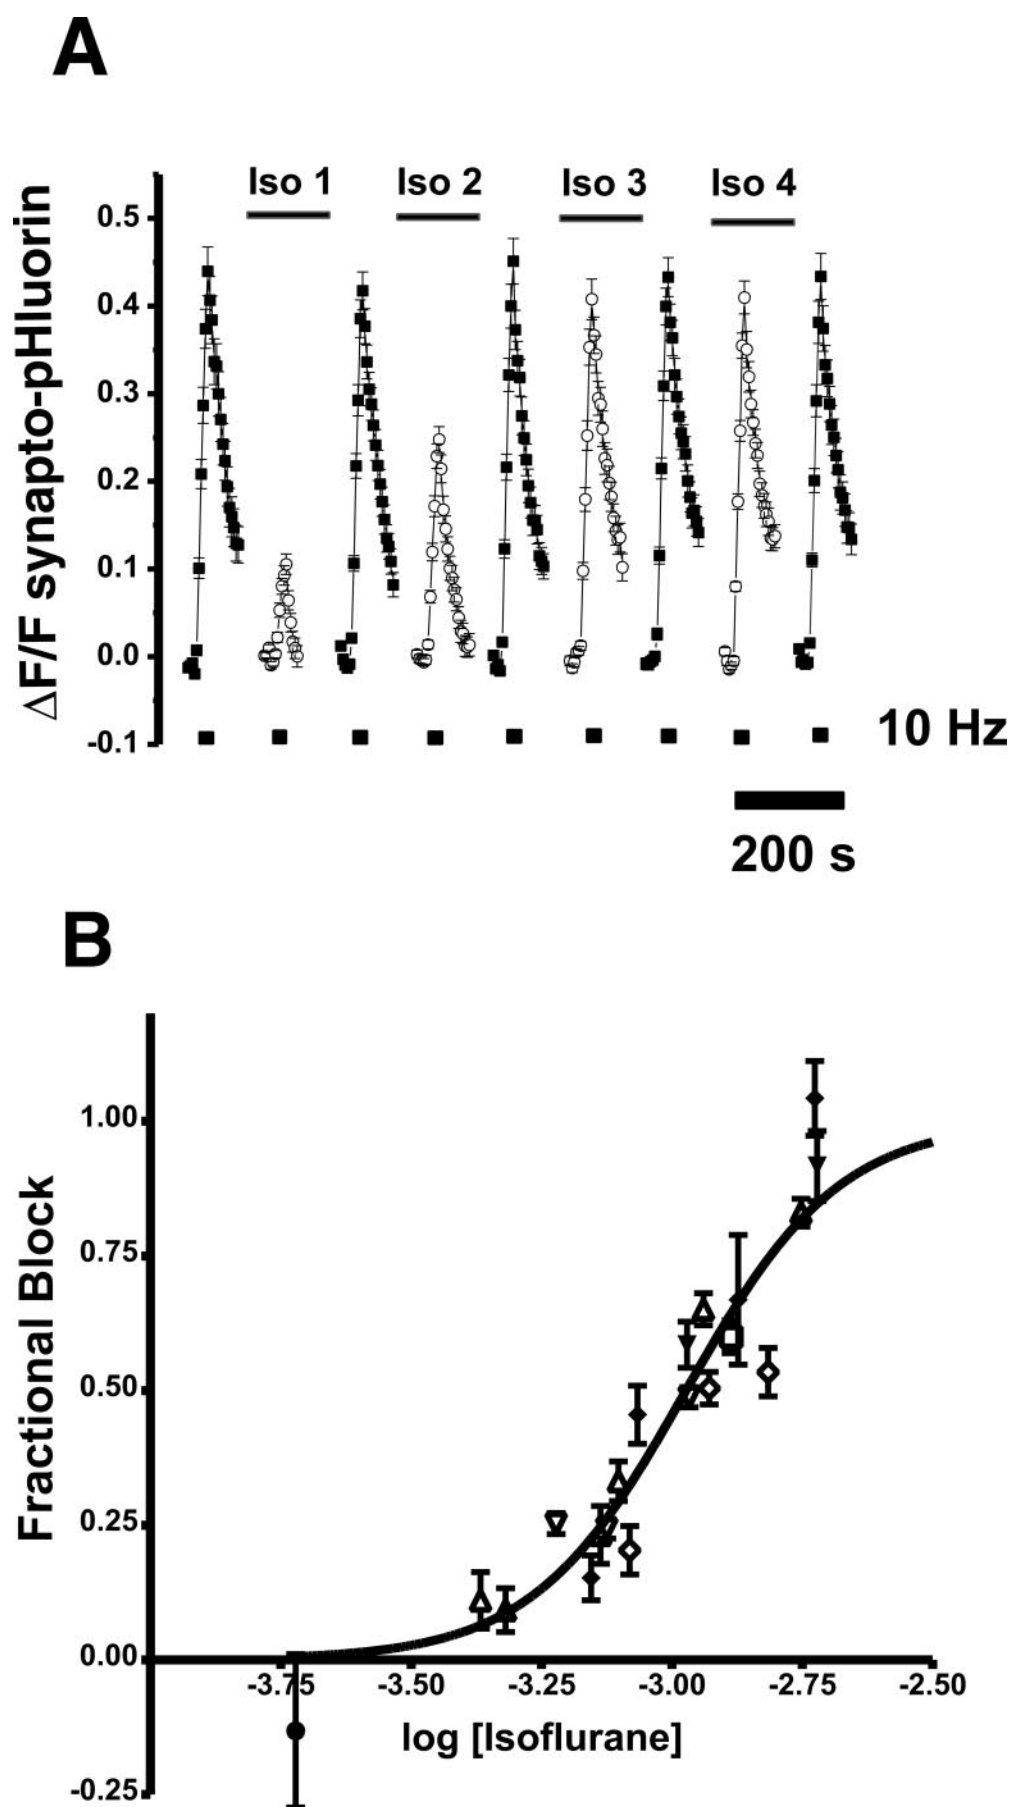 A
Iso 1 Iso 2 Iso 3 Iso 4
ΔF/F synapto-pHluorin
0.5
0.4
0.3
0.2
0.1
0.0
-0.1
10 Hz
200 s
B
Fractional Block
1.00
0.75
0.50
0.25
0.00
-0.25
-3.75 -3.50 -3.25 -3.00 -2.75 -2.50
log [Isoflurane]